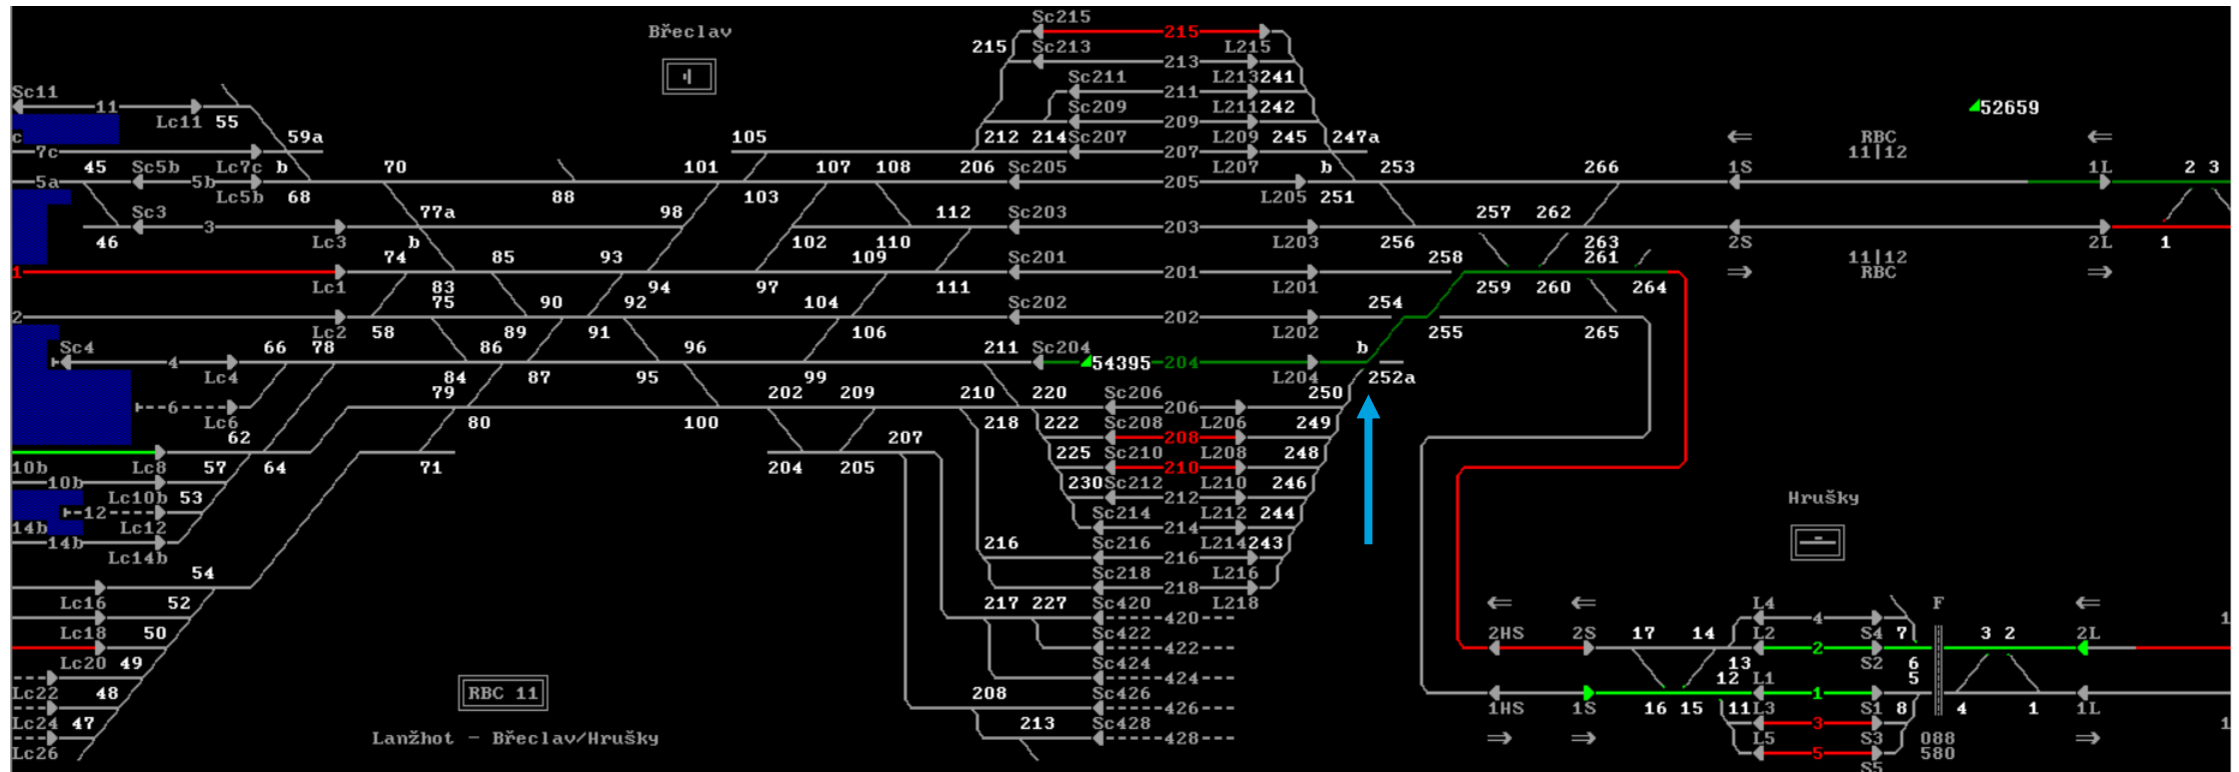 Sc215
Břeclav
215
215 Sc213 L215
213
Sc211 L213 241
Sc11
211
11
Sc209 L211 242
52659
Lc11 55
209
c 59a 105 212 214 Sc207 L209 245 247a RBC
7c 207 11|12
45 Sc5b Lc7c b 70 101 107 108 206 Sc205 L207 b 253 266 1S 1L 2 3
5a 5b 205
Lc5b 68 88 103 L205 251
Sc3 77a 98 112 Sc203 257 262
3 203
46 Lc3 b 102 110 L203 256 263 2S 2L 1
74 85 93 109 Sc201 258 261 11|12
1 201 RBC
Lc1 83 94 97 111 L201 259 260 264
75 90 92 104 Sc202 254
2 202
Lc2 58 89 91 106 L202 255 265
Sc4 66 78 86 96 211 Sc204 b
4 54395 204
Lc4 84 87 95 99 L204 252a
79 202 209 210 220 Sc206 250
6 206
Lc6 80 100 218 222 Sc208 L206 249
62 207 208
10b Lc8 57 64 71 204 205 225 Sc210 L208 248
10b 210
Lc10b 53 230 Sc212 L210 246
12 212 Hrušky
14b Lc12 Sc214 L212 244
14b 214
Lc14b 216 Sc216 L214 243
216
54 Sc218 L216
218
Lc16 52 217 227 Sc420 L218 L4 F
420 4
Lc18 50 Sc422 2HS 2S 17 14 L2 S4 7 3 2 2L
422 2
Lc20 49 Sc424 13 S2 6
424 12 L1 5
Lc22 48 RBC 11 208 Sc426 1
426 1HS 1S 16 15 11 L3 S1 8 4 1 1L
Lc24 47 213 Sc428 3
Lanžhot - Břeclav/Hrušky 428 L5 S3 088
Lc26 5 580
S5